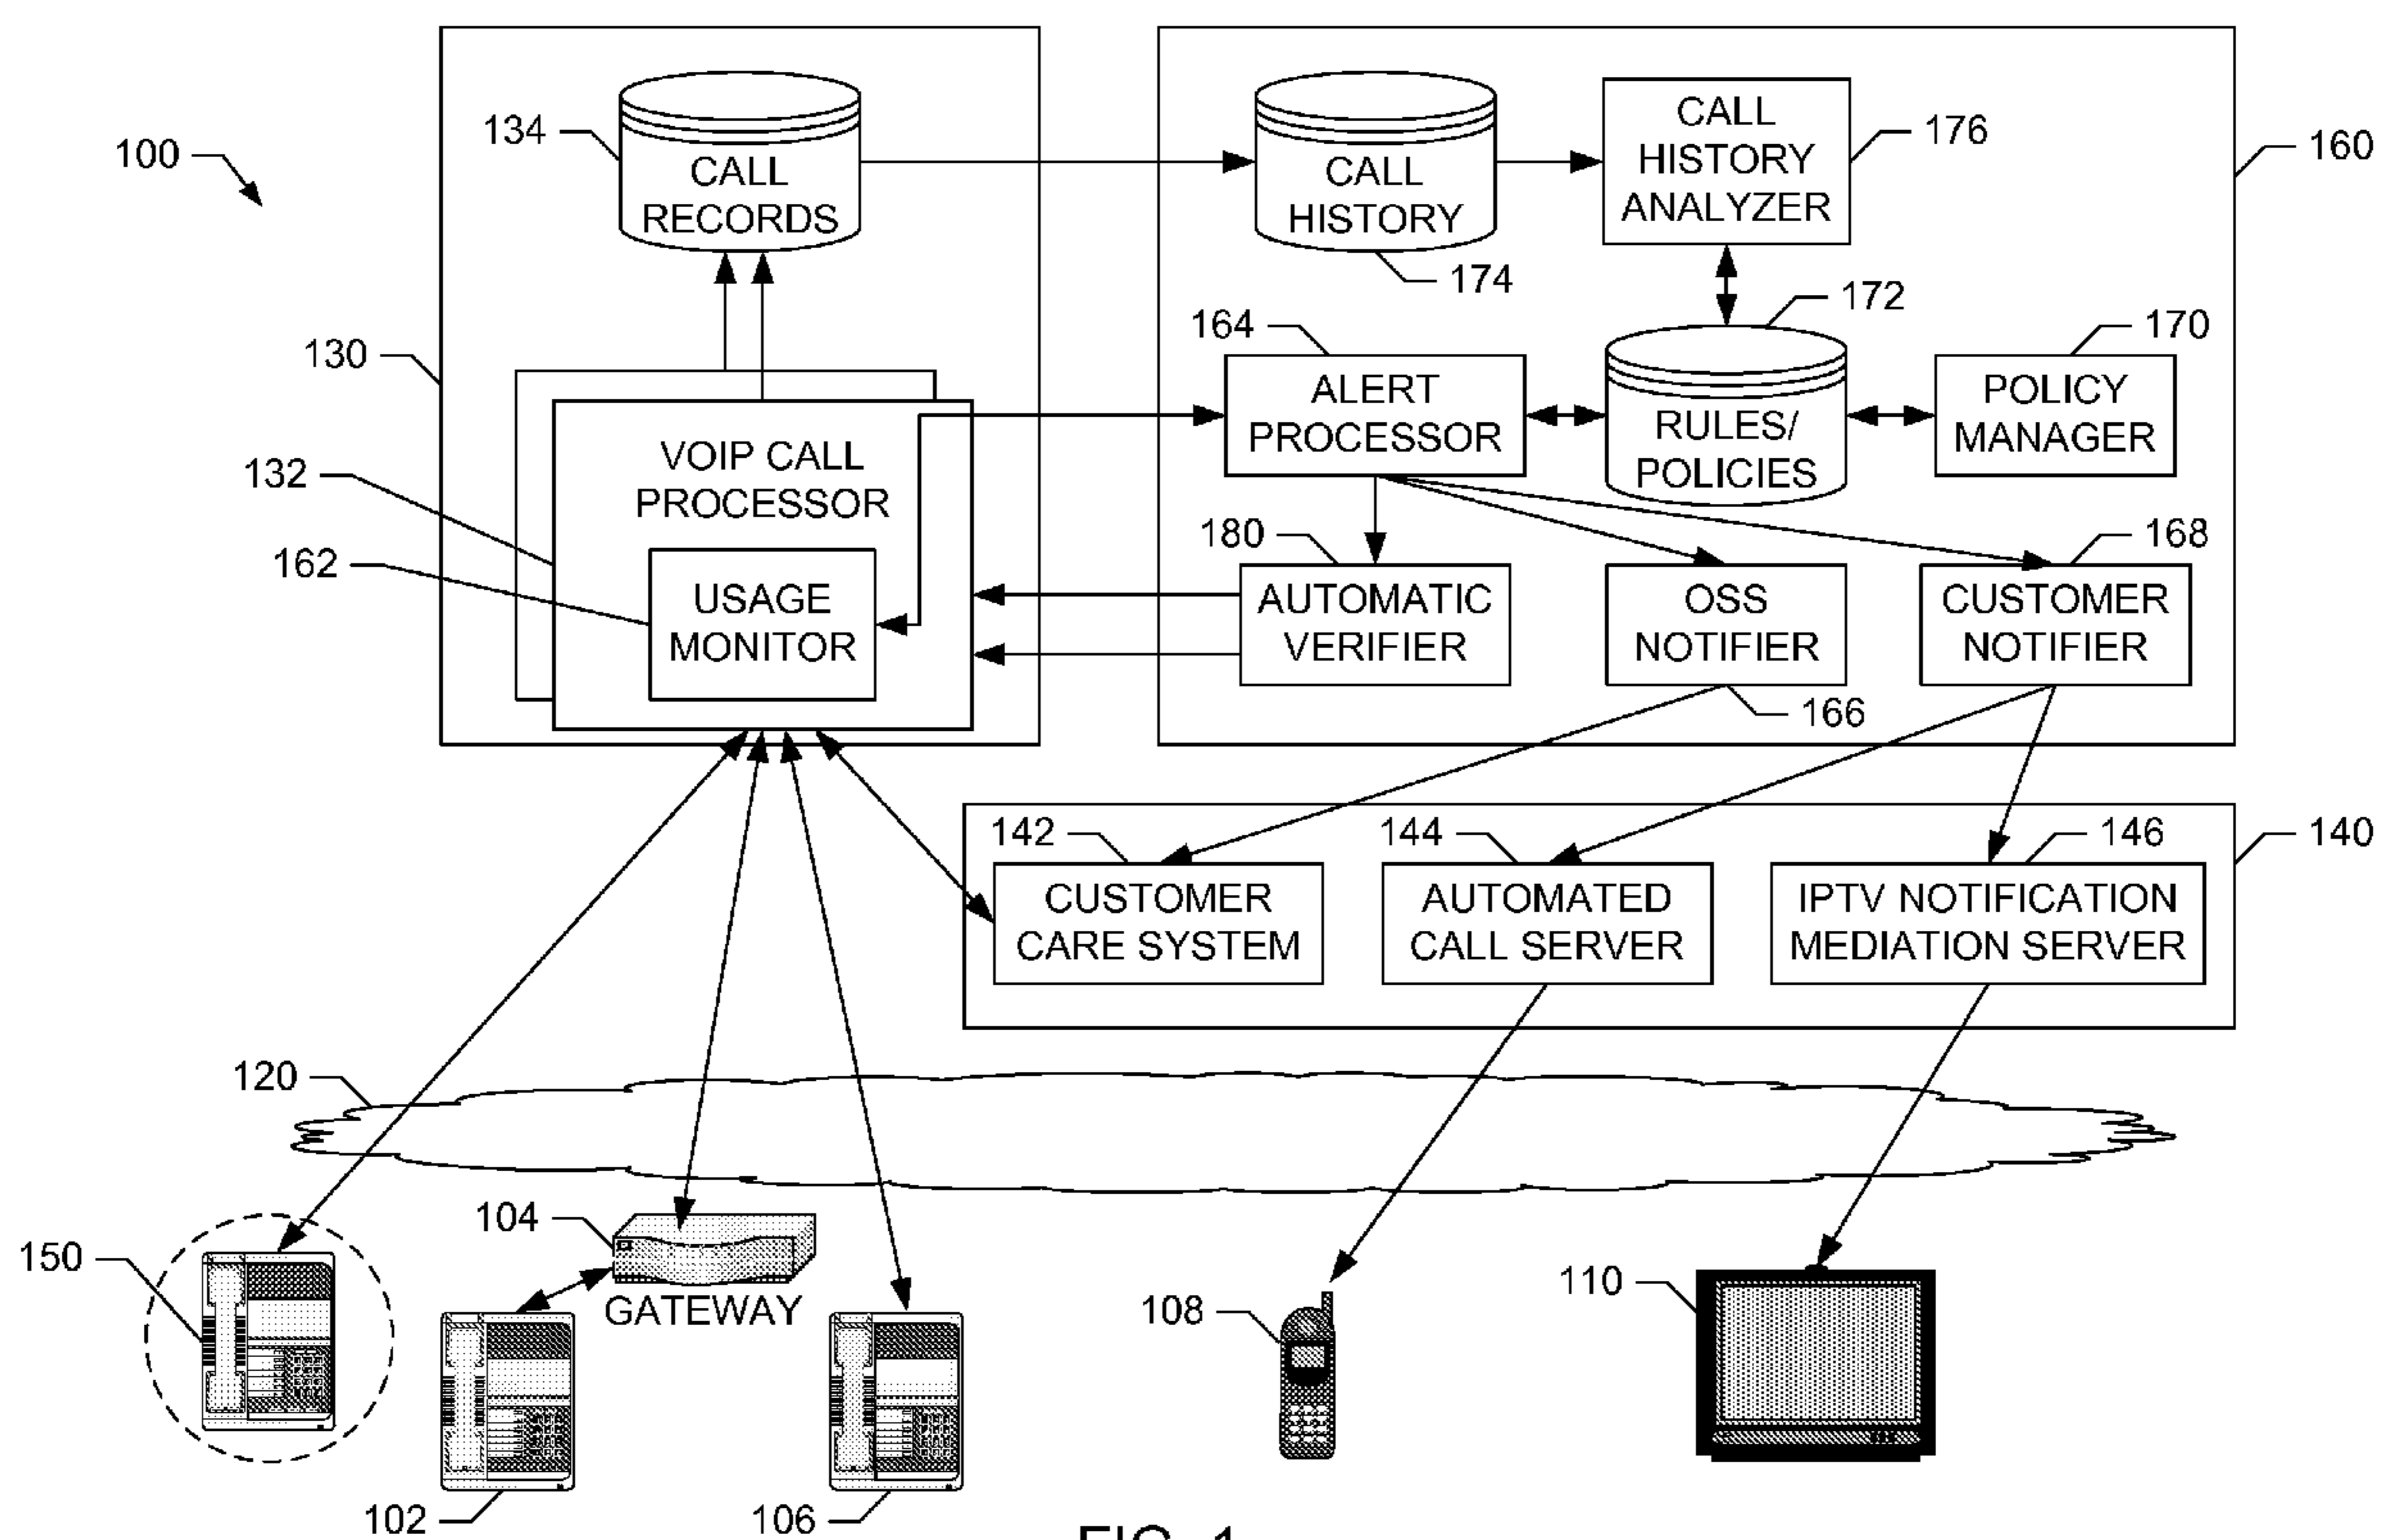 100
134
CALL
RECORDS
CALL
HISTORY
174
CALL
HISTORY
ANALYZER
176
160
130
164
ALERT
PROCESSOR
172
RULES/
POLICIES
170
POLICY
MANAGER
132
VOIP CALL
PROCESSOR
162
USAGE
MONITOR
180
AUTOMATIC
VERIFIER
OSS
NOTIFIER
166
168
CUSTOMER
NOTIFIER
142
CUSTOMER
CARE SYSTEM
144
AUTOMATED
CALL SERVER
146
IPTV NOTIFICATION
MEDIATION SERVER
140
120
150
104
GATEWAY
102
106
108
110
FIG. 1